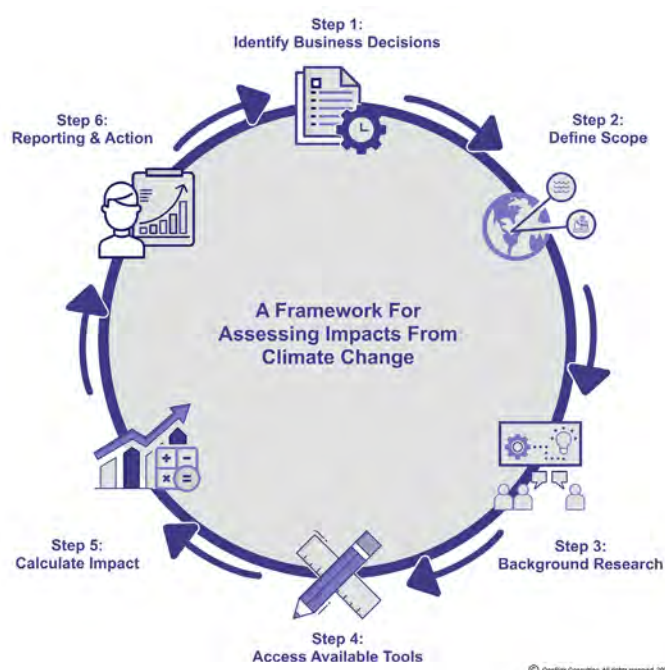 Step 1:
Identify Business Decisions
Step 6:
Reporting & Action
Step 2:
Define Scope
A Framework For
Assessing Impacts From
Climate Change
Step 5:
Calculate Impact
Step 3:
Background Research
Step 4:
Access Available Tools